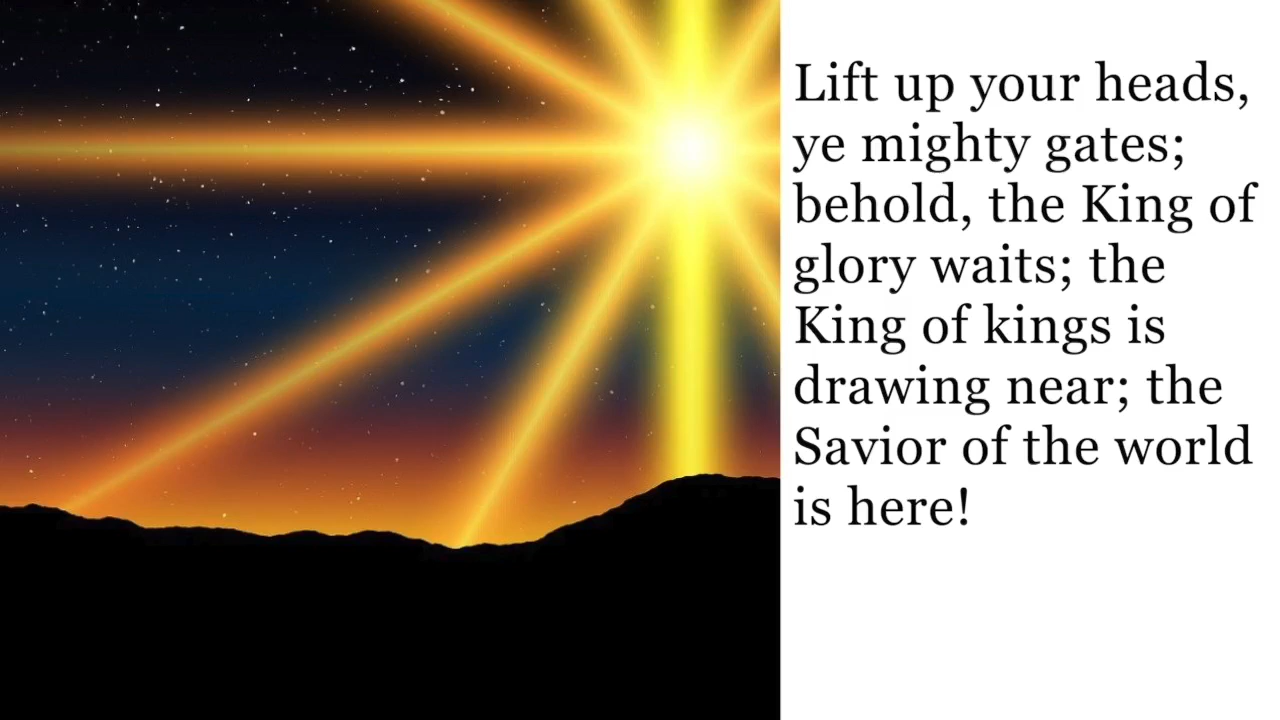 Lift up your heads,
ye mighty gates;
behold, the King of
glory waits; the
King of kings is
drawing near; the
Savior of the world
is here!